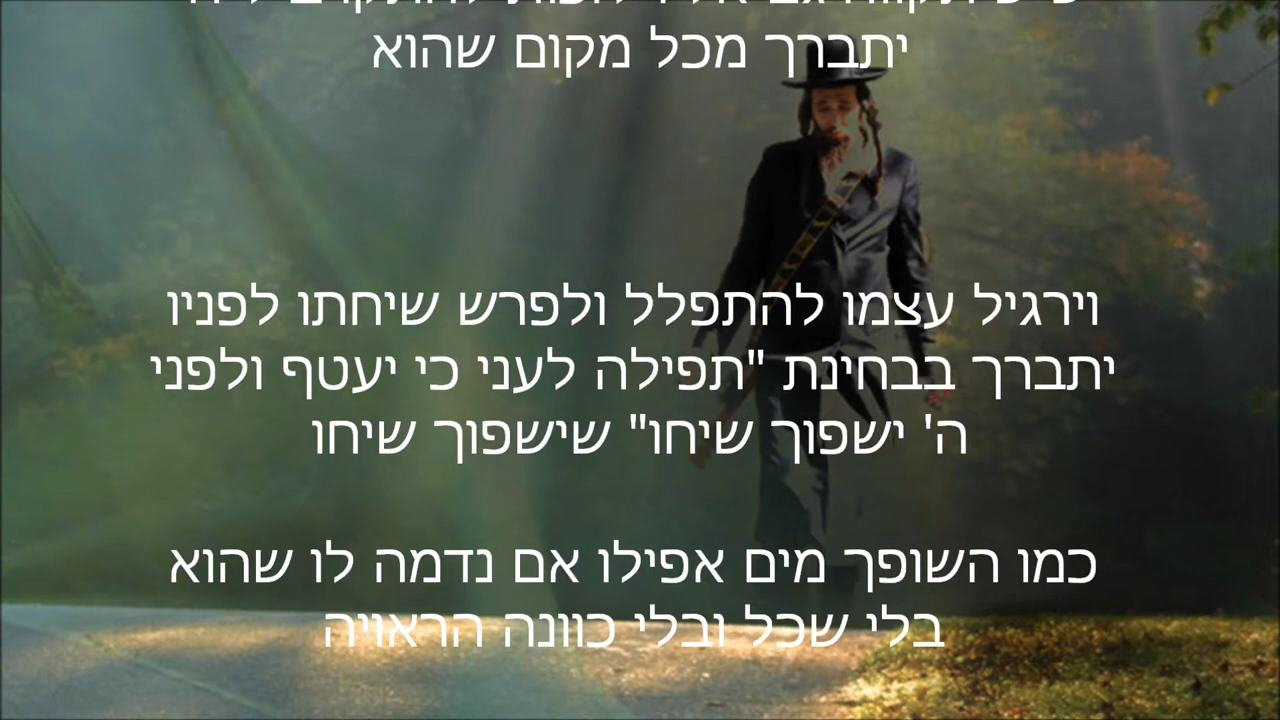 יתברך מכל מקום שהוא
וירגיל עצמו להתפלל ולפרש שיחתו לפניו
יתברך בבחינת "תפילה לעני כי יעטף ולפני
ה' ישפוך שיחו" שישפוך שיחו
כמו השופך מים אפילו אם נדמה לו שהוא
בלי שכל ובלי כוונה הראויה